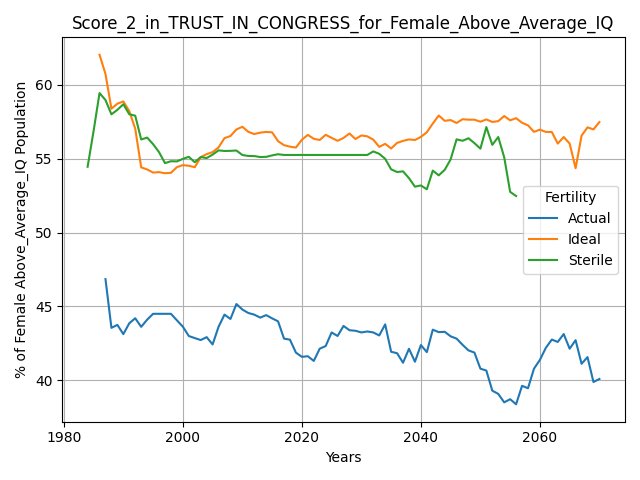 Score_2_in_TRUST_IN_CONGRESS_for_Female_Above_Average_IQ
% of Female Above_Average_IQ Population
60
55
50
45
40
Fertility
Actual
Ideal
Sterile
1980
2000
2020
2040
2060
Years